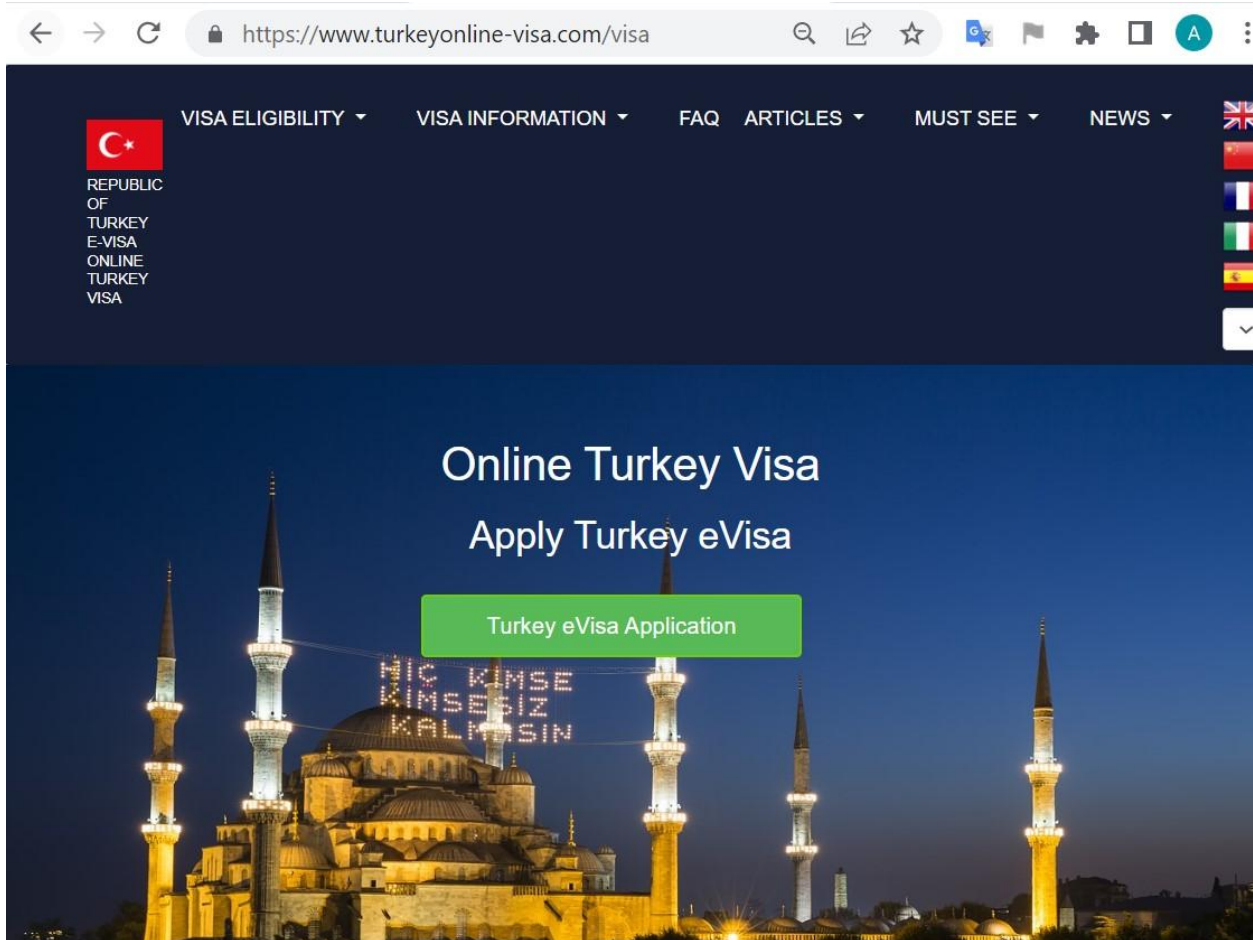 https://www.turkeyonline-visa.com/visa
A
VISA ELIGIBILITY
VISA INFORMATION
FAQ
ARTICLES
MUST SEE
NEWS
REPUBLIC
OF
TURKEY
E-VISA
ONLINE
TURKEY
VISA
Online Turkey Visa
Apply Turkey eVisa
Turkey eVisa Application
HİÇ KİMSE
KİMSESİZ
KALMASIN